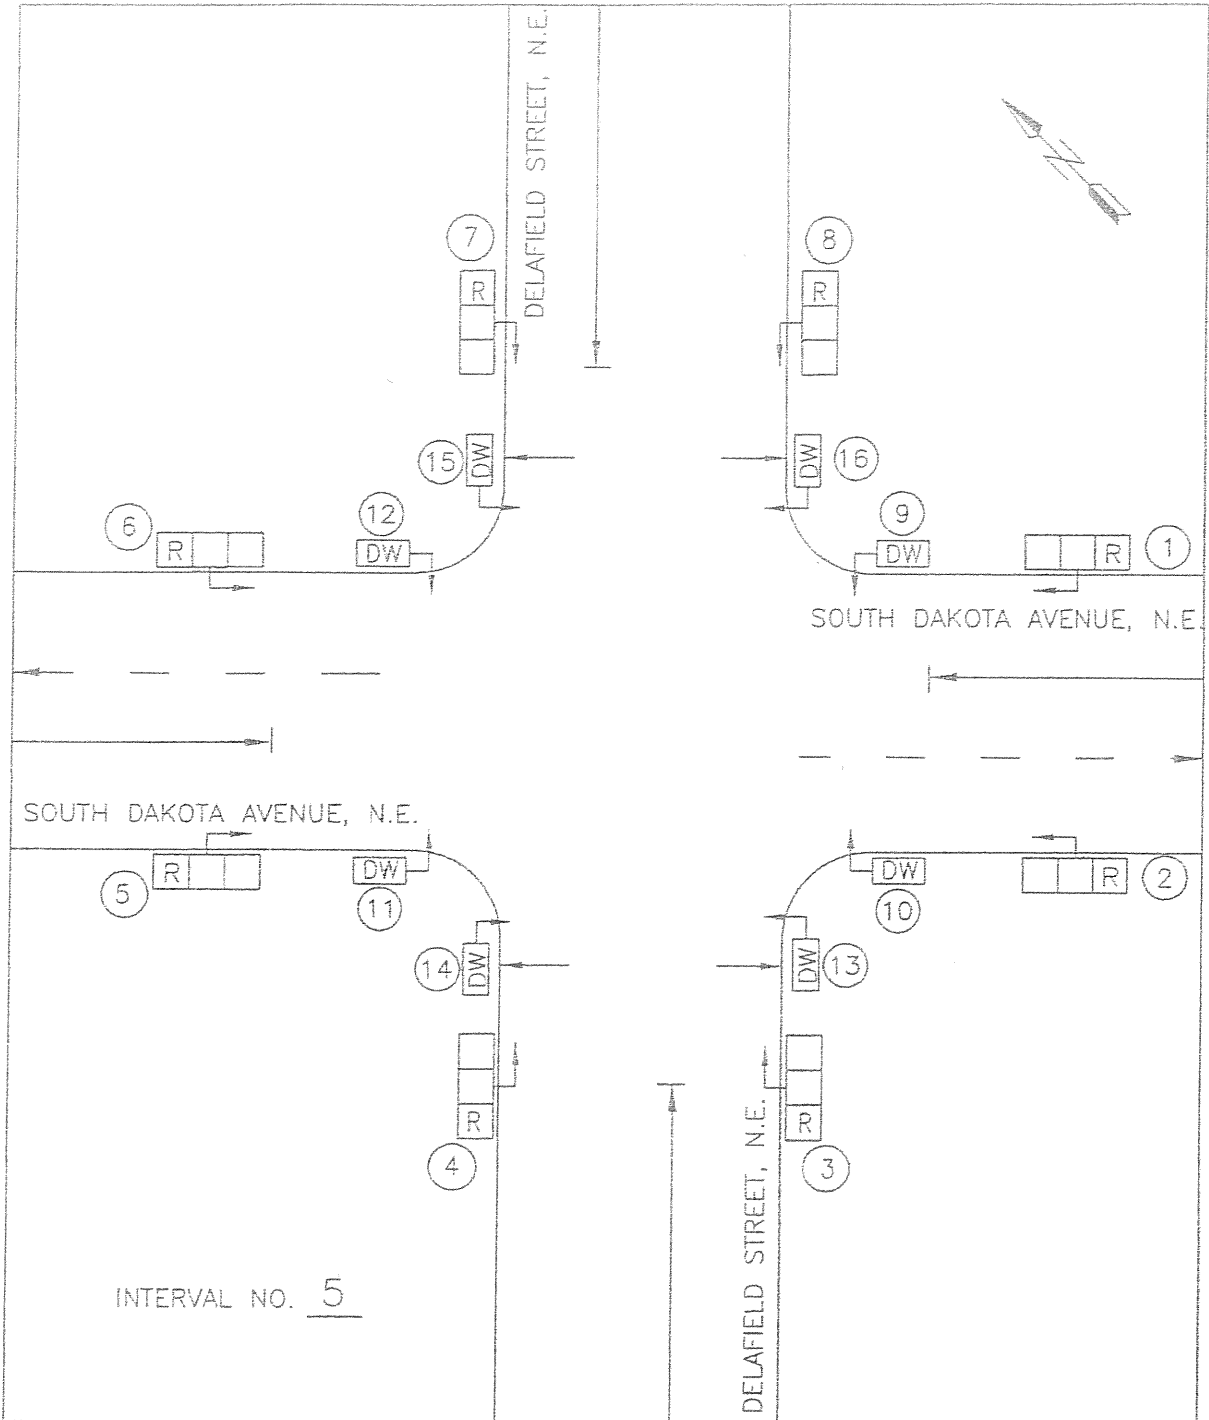 DELAFIELD STREET, N.E.
7
8
R
R
15
DW
DW
16
6
12
9
1
R
DW
DW
R
SOUTH DAKOTA AVENUE, N.E.
N
SOUTH DAKOTA AVENUE, N.E.
R
DW
DW
R
5
11
10
2
14
DW
DW
13
R
R
4
3
DELAFIELD STREET, N.E.
INTERVAL NO. 5